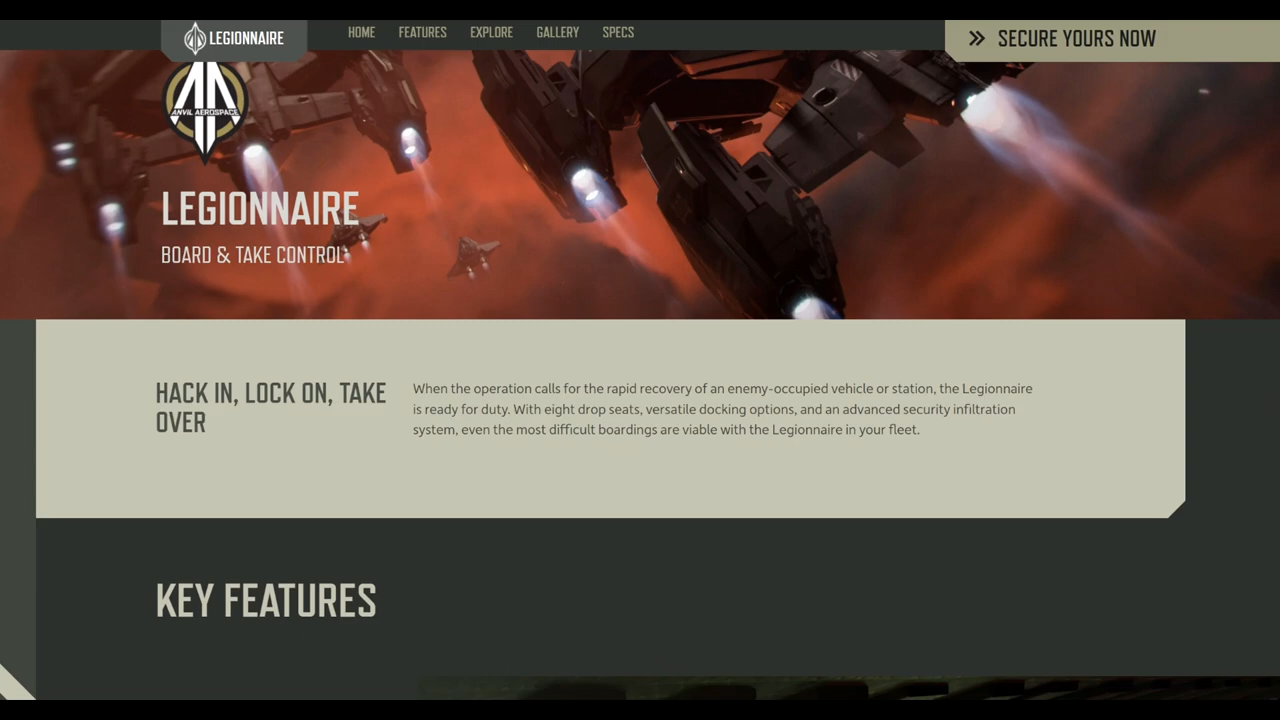 LEGIONNAIRE
HOME
FEATURES
EXPLORE
GALLERY
SPECS
SECURE YOURS NOW
ANVIL AEROSPACE
LEGIONNAIRE
BOARD & TAKE CONTROL
HACK IN, LOCK ON, TAKE
OVER
When the operation calls for the rapid recovery of an enemy-occupied vehicle or station, the Legionnaire
is ready for duty. With eight drop seats, versatile docking options, and an advanced security infiltration
system, even the most difficult boardings are viable with the Legionnaire in your fleet.
KEY FEATURES